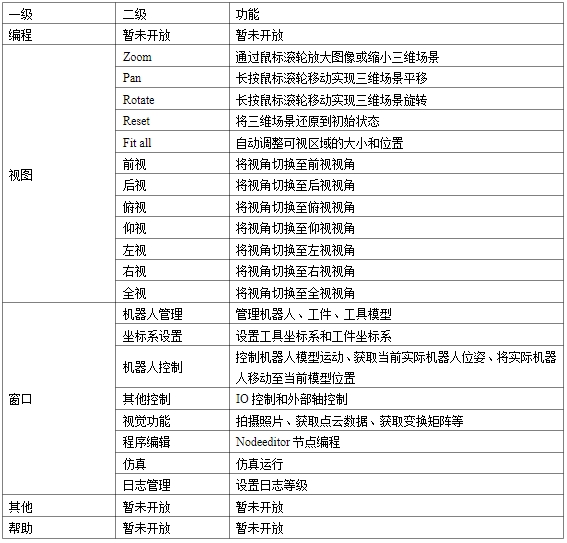 一级 二级 功能
编程 暂未开放 暂未开放
视图 Zoom 通过鼠标滚轮放大图像或缩小三维场景
Pan 长按鼠标滚轮移动实现三维场景平移
Rotate 长按鼠标滚轮移动实现三维场景旋转
Reset 将三维场景还原到初始状态
Fit all 自动调整可视区域的大小和位置
前视 将视角切换至前视视角
后视 将视角切换至后视视角
俯视 将视角切换至俯视视角
仰视 将视角切换至仰视视角
左视 将视角切换至左视视角
右视 将视角切换至右视视角
全视 将视角切换至全视视角
窗口 机器人管理 管理机器人、工件、工具模型
坐标系设置 设置工具坐标系和工件坐标系
机器人控制 控制机器人模型运动、获取当前实际机器人位姿、将实际机器
人移动至当前模型位置
其他控制 IO 控制和外部轴控制
视觉功能 拍摄照片、获取点云数据、获取变换矩阵等
程序编辑 Nodeeditor 节点编程
仿真 仿真运行
日志管理 设置日志等级
其他 暂未开放 暂未开放
帮助 暂未开放 暂未开放